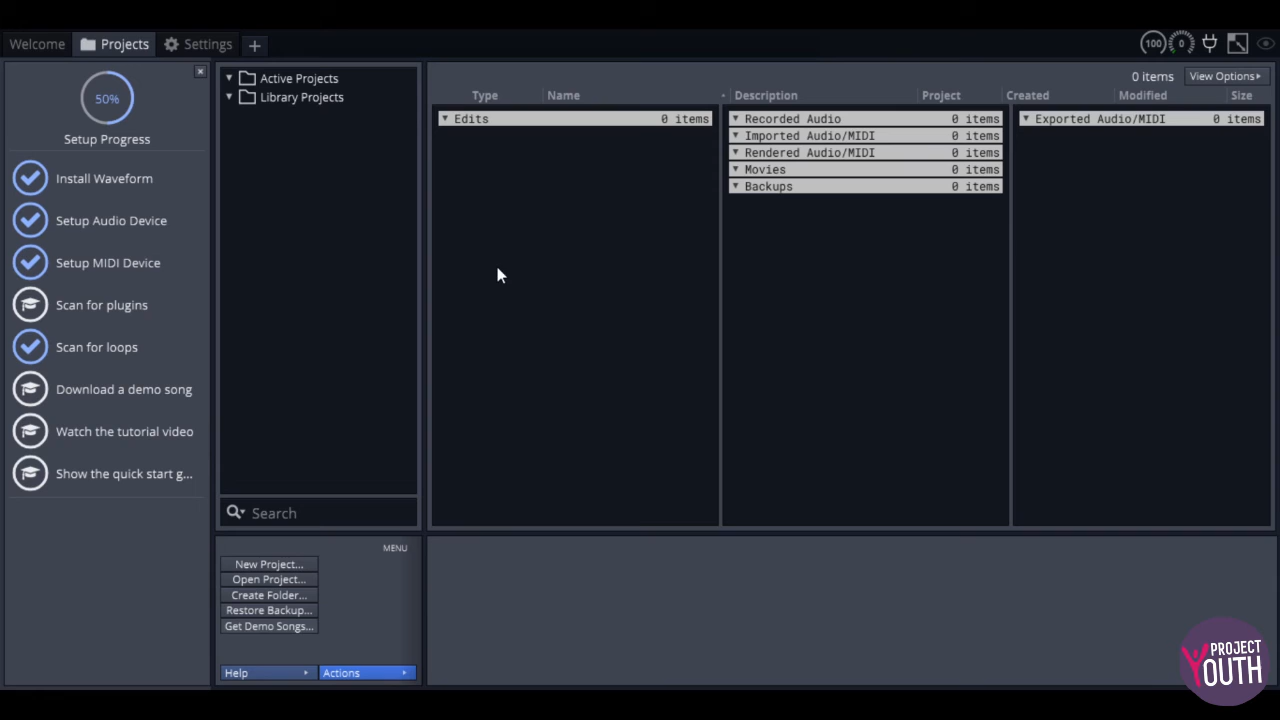 Welcome
Projects
Settings
+
100
0
50%
Setup Progress
Install Waveform
Setup Audio Device
Setup MIDI Device
Scan for plugins
Scan for loops
Download a demo song
Watch the tutorial video
Show the quick start g...
Active Projects
Library Projects
Search
0 items
View Options
Type
Name
Description
Project
Created
Modified
Size
Edits 0 items
Recorded Audio 0 items
Imported Audio/MIDI 0 items
Rendered Audio/MIDI 0 items
Movies 0 items
Backups 0 items
Exported Audio/MIDI 0 items
MENU
New Project...
Open Project...
Create Folder...
Restore Backup...
Get Demo Songs...
Help
Actions
PROJECT
YOUTH